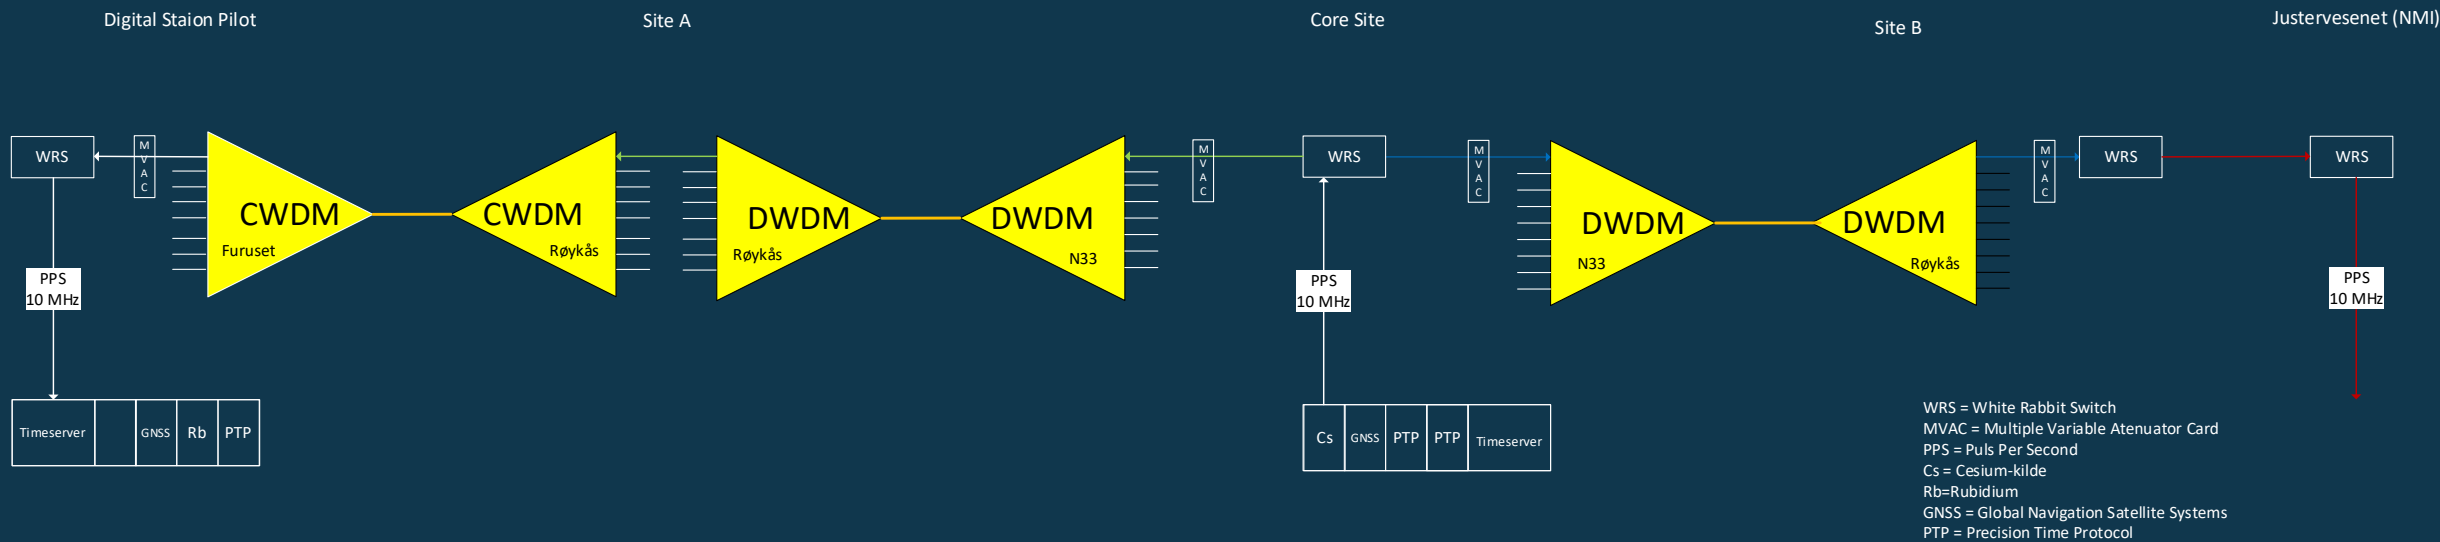 Digital Staion Pilot
Site A
Core Site
Site B
Justervesenet (NMI)
WRS
M
V
A
C
CWDM
Furuset
CWDM
Røykås
DWDM
Røykås
DWDM
N33
M
V
A
C
WRS
M
V
A
C
DWDM
N33
DWDM
Røykås
M
V
A
C
WRS
WRS
PPS
10 MHz
PPS
10 MHz
PPS
10 MHz
Timeserver
GNSS
Rb
PTP
Cs
GNSS
PTP
PTP
Timeserver
WRS = White Rabbit Switch
MVAC = Multiple Variable Atenuator Card
PPS = Puls Per Second
Cs = Cesium-kilde
Rb=Rubidium
GNSS = Global Navigation Satellite Systems
PTP = Precision Time Protocol